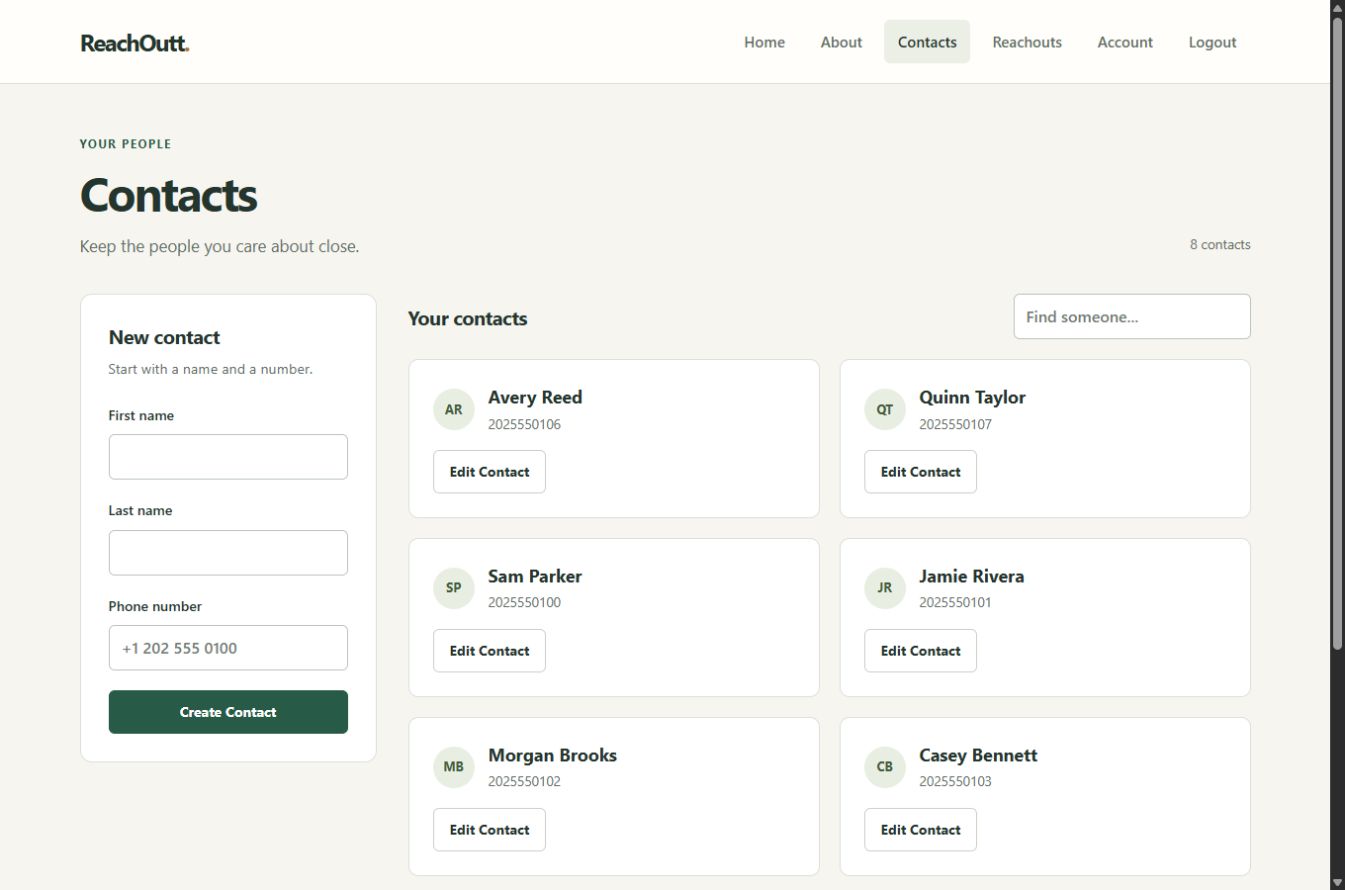 ReachOutt.
Home About Contacts Reachouts Account Logout
YOUR PEOPLE
Contacts
Keep the people you care about close.
8 contacts
New contact
Start with a name and a number.
First name
Last name
Phone number
+1 202 555 0100
Create Contact
Your contacts
Find someone...
AR
Avery Reed
2025550106
Edit Contact
QT
Quinn Taylor
2025550107
Edit Contact
SP
Sam Parker
2025550100
Edit Contact
JR
Jamie Rivera
2025550101
Edit Contact
MB
Morgan Brooks
2025550102
Edit Contact
CB
Casey Bennett
2025550103
Edit Contact